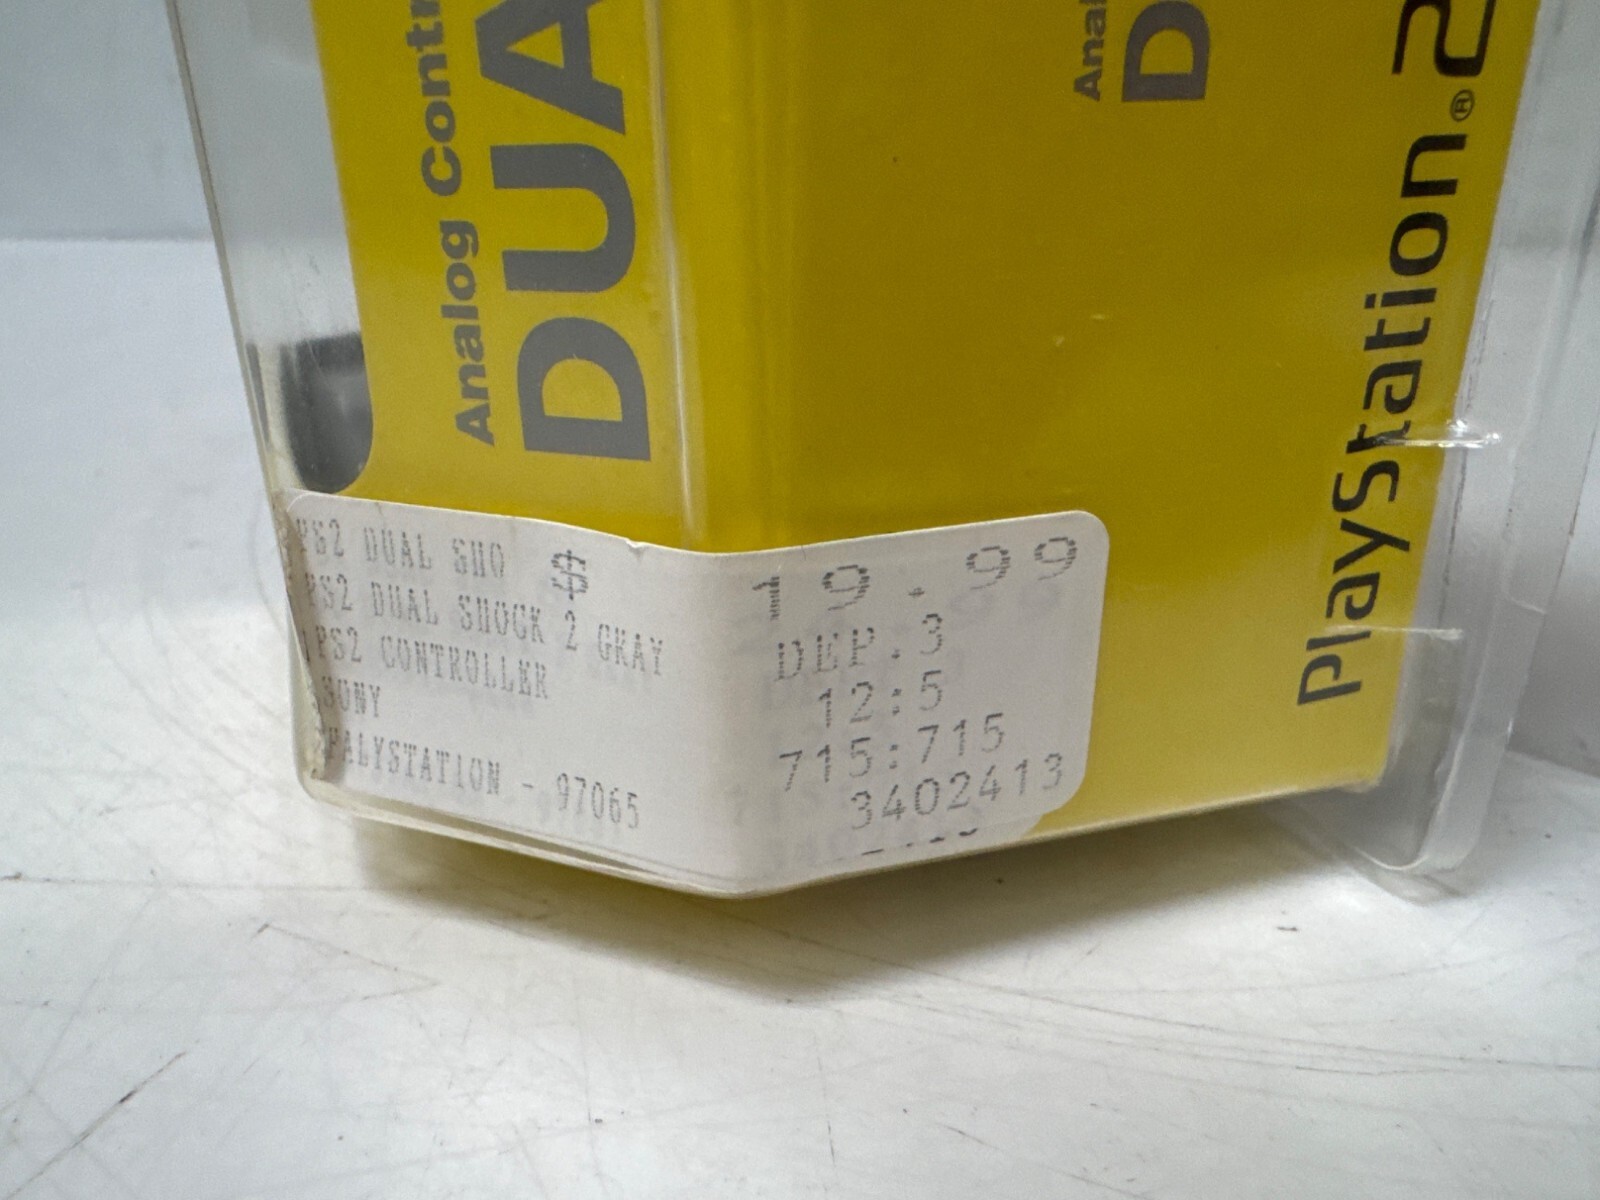 Analog Contr
DUA
Anal
D
PlayStation®2
PS2 DUAL SHO
$ 19.99
PS2 DUAL SHOCK 2 GRAY
DEP.3
PS2 CONTROLLER
12:5
SONY
715:715
PALYSTATION - 97065
3402413